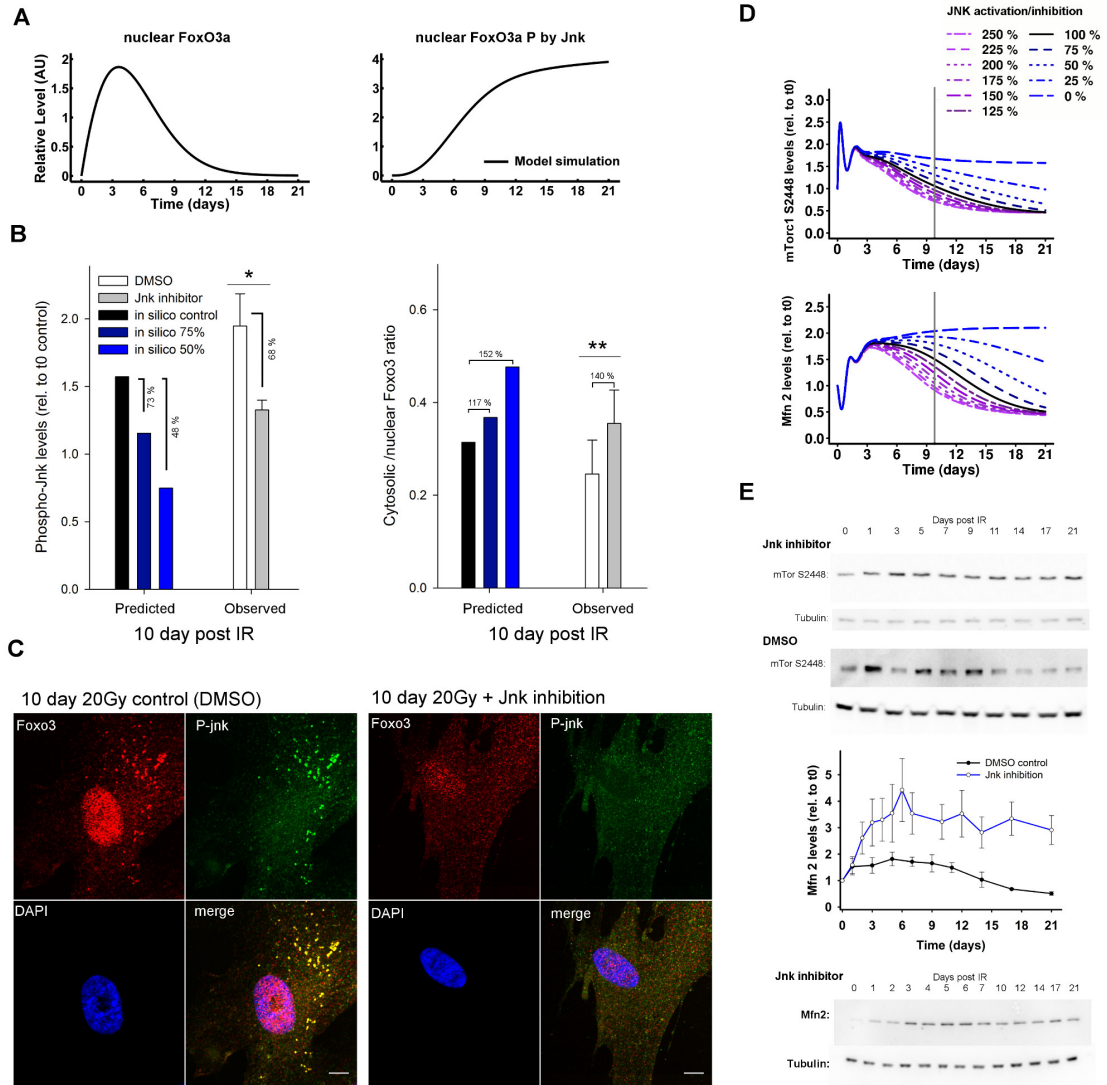 A
nuclear FoxO3a
nuclear FoxO3a P by Jnk
Relative Level (AU)
2
1
1
0
0
0 3 6 9 12 15 18 21
Time (days)
4
3
2
1
0
0 3 6 9 12 15 18 21
Model simulation
B
Phospho-Jnk levels (rel. to t0 control)
2.0
1.5
1.0
0.5
0.0
DMSO
Jnk inhibitor
in silico control
in silico 75%
in silico 50%
*
73 %
48 %
68 %
Predicted Observed
10 day post IR
Cytosolic /nuclear Foxo3 ratio
0.6
0.4
0.2
0.0
117 %
152 %
**
140 %
Predicted Observed
10 day post IR
C
10 day 20Gy control (DMSO)
10 day 20Gy + Jnk inhibition
Foxo3
P-jnk
Foxo3
P-jnk
DAPI
merge
DAPI
merge
D
JNK activation/inhibition
250 % 100 %
225 % 75 %
200 % 50 %
175 % 25 %
150 % 0 %
125 %
mTorc1 S2448 levels (rel. to t0)
3.0
2.5
2.0
1.5
1.0
0.5
0.0
0 3 6 9 12 15 18 21
Time (days)
Mfn 2 levels (rel. to t0)
2.0
1.5
1.0
0.5
0.0
0 3 6 9 12 15 18 21
Time (days)
E
Days post IR
0 1 3 5 7 9 11 14 17 21
Jnk inhibitor
mTor S2448:
Tubulin:
DMSO
mTor S2448:
Tubulin:
Mfn 2 levels (rel. to t0)
5
4
3
2
1
0
DMSO control
Jnk inhibition
0 3 6 9 12 15 18 21
Time (days)
Jnk inhibitor
Days post IR
0 1 2 3 4 5 6 7 10 12 14 17 21
Mfn2:
Tubulin: